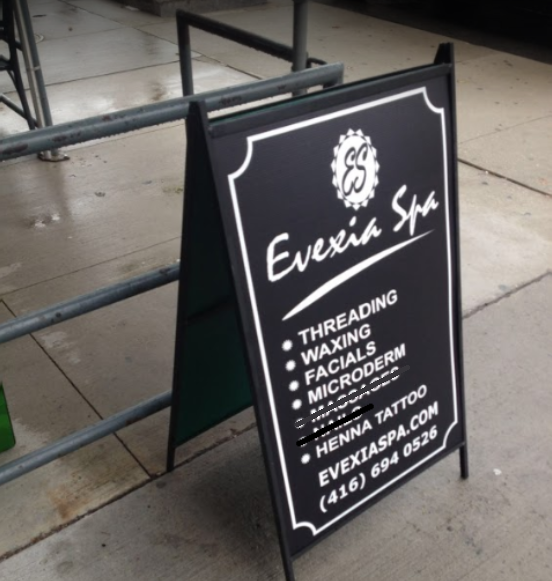 ES
Evexia Spa
THREADING
WAXING
FACIALS
MICRODERM
HENNA TATTOO
EVEXIASPA.COM
(416) 694 0526